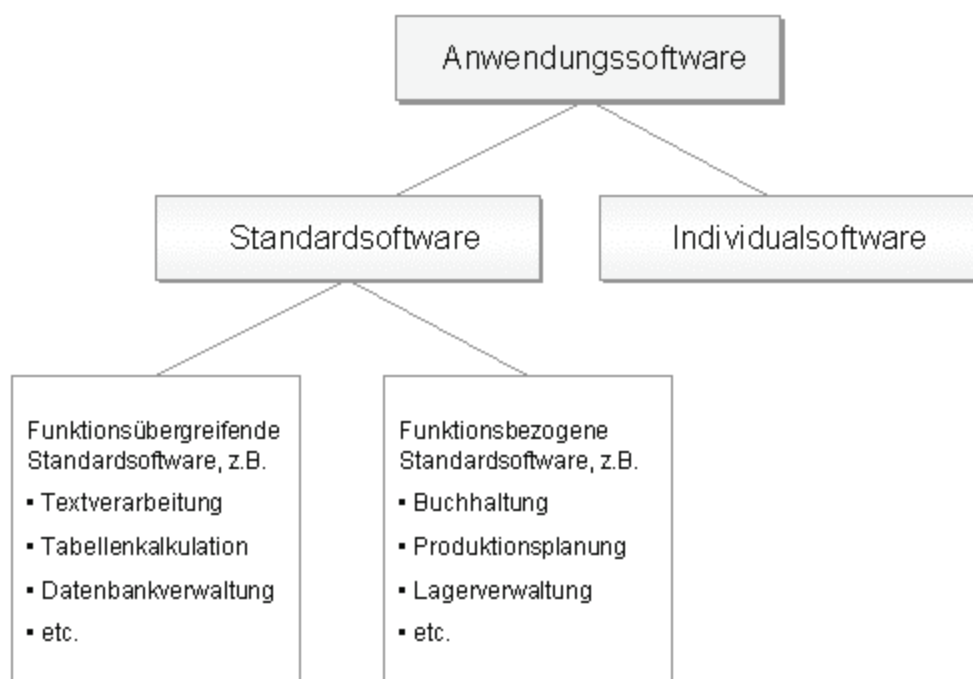 Anwendungssoftware
Standardsoftware
Individualsoftware
Funktionsübergreifende
Standardsoftware, z.B.
▪ Textverarbeitung
▪ Tabellenkalkulation
▪ Datenbankverwaltung
▪ etc.
Funktionsbezogene
Standardsoftware, z.B.
▪ Buchhaltung
▪ Produktionsplanung
▪ Lagerverwaltung
▪ etc.